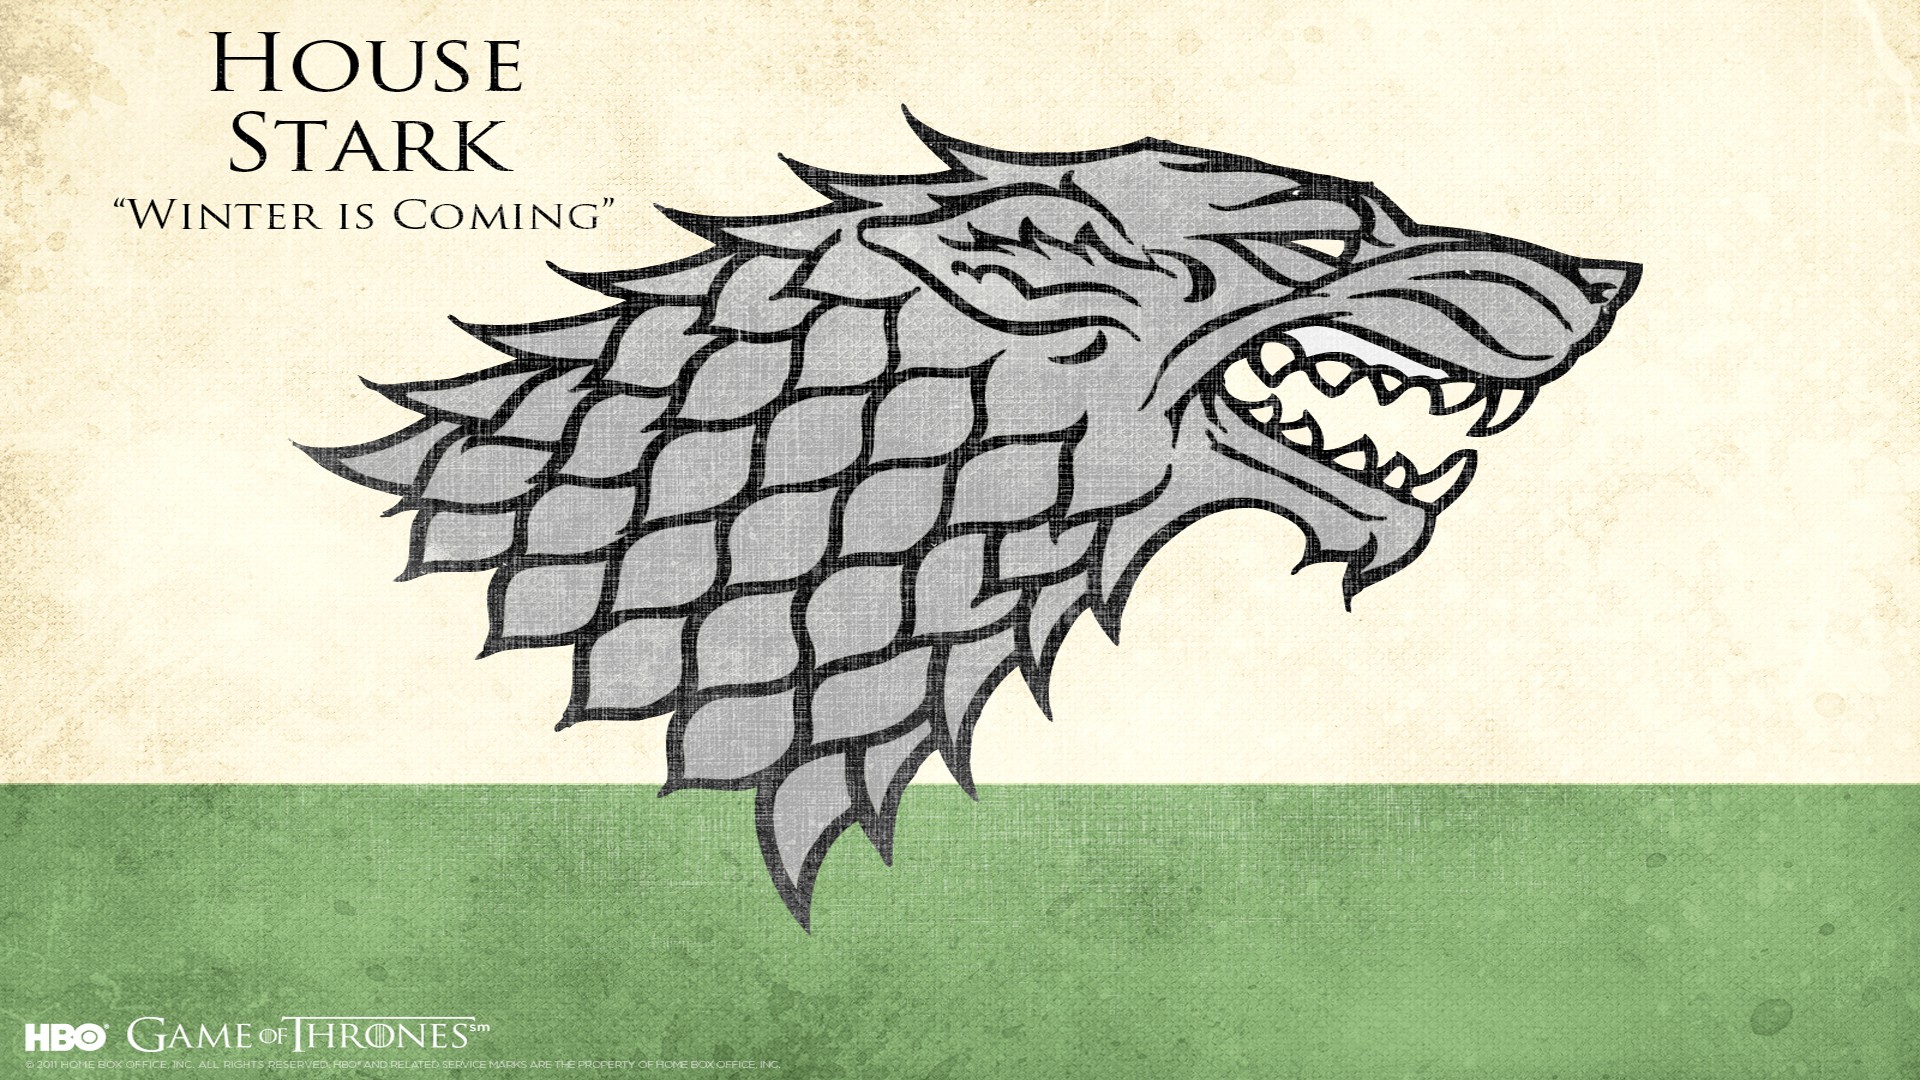 HOUSE
STARK
“WINTER IS COMING”
HBO® GAME OF THRONES℠
© 2011 HOME BOX OFFICE, INC. ALL RIGHTS RESERVED. HBO® AND RELATED SERVICE MARKS ARE THE PROPERTY OF HOME BOX OFFICE, INC.